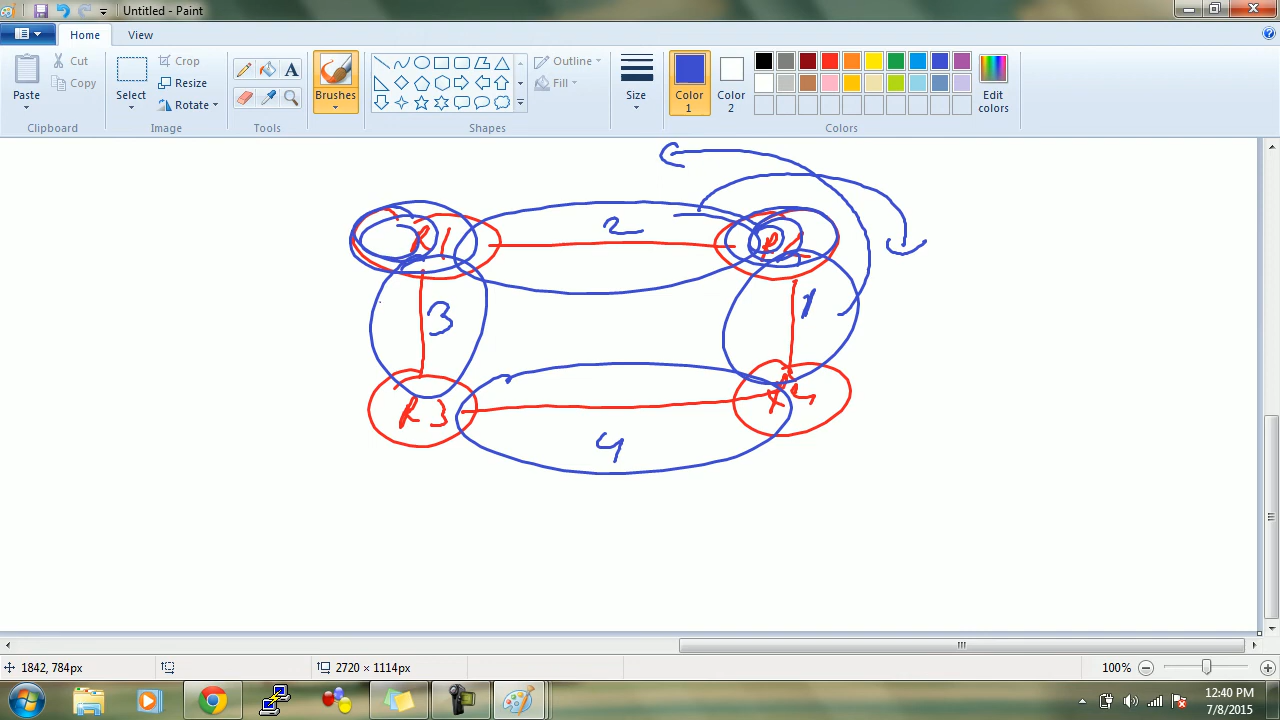 Untitled - Paint
Home
View
Paste
Cut
Copy
Clipboard
Select
Crop
Resize
Rotate
Image
Tools
Brushes
Shapes
Outline
Fill
Size
Color 1
Color 2
Edit colors
Colors
R1
2
3
1
R3
4
1842, 784px
2720 × 1114px
100%
12:40 PM
7/8/2015